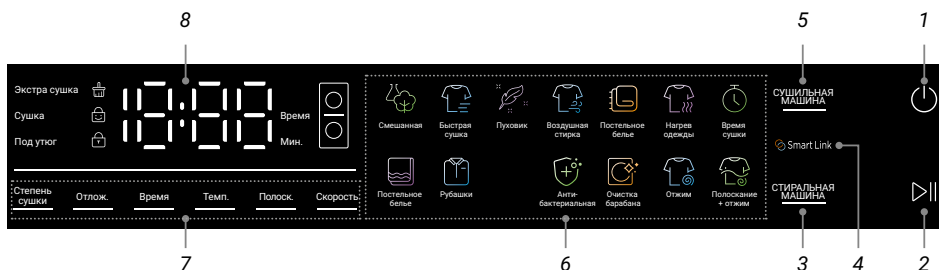 8
5
1
Экстра сушка
Сушка
Под утюг
18:88
Время
Мин.
Степень
сушки
Отлож.
Время
Темп.
Полоск.
Скорость
Смешанная
Быстрая
сушка
Пуховик
Воздушная
стирка
Постельное
белье
Нагрев
одежды
Время
сушки
Постельное
белье
Рубашки
Анти-
бактериальная
Очистка
барабана
Отжим
Полоскание
+ отжим
СУШИЛЬНАЯ
МАШИНА
Smart Link
СТИРАЛЬНАЯ
МАШИНА
7
6
3
4
2